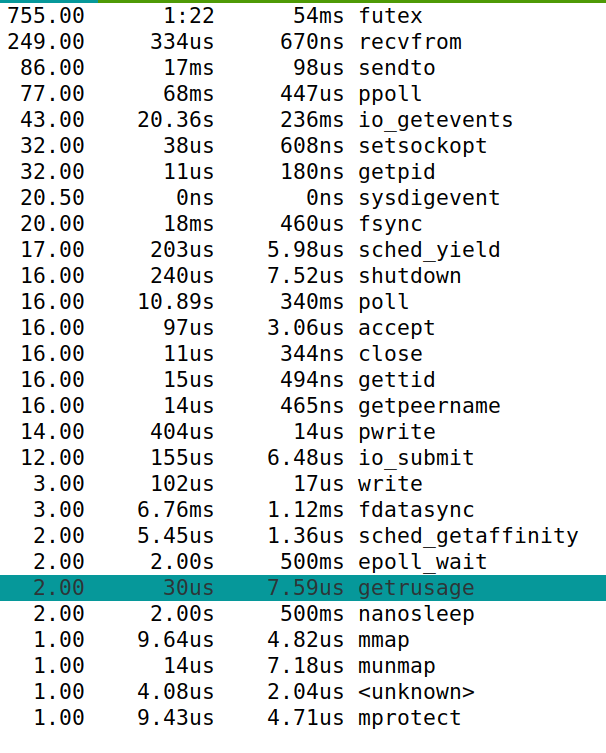 755.00 1:22 54ms futex
249.00 334us 670ns recvfrom
86.00 17ms 98us sendto
77.00 68ms 447us ppoll
43.00 20.36s 236ms io_getevents
32.00 38us 608ns setsockopt
32.00 11us 180ns getpid
20.50 0ns 0ns sysdigevent
20.00 18ms 460us fsync
17.00 203us 5.98us sched_yield
16.00 240us 7.52us shutdown
16.00 10.89s 340ms poll
16.00 97us 3.06us accept
16.00 11us 344ns close
16.00 15us 494ns gettid
16.00 14us 465ns getpeername
14.00 404us 14us pwrite
12.00 155us 6.48us io_submit
3.00 102us 17us write
3.00 6.76ms 1.12ms fdatasync
2.00 5.45us 1.36us sched_getaffinity
2.00 2.00s 500ms epoll_wait
2.00 30us 7.59us getrusage
2.00 2.00s 500ms nanosleep
1.00 9.64us 4.82us mmap
1.00 14us 7.18us munmap
1.00 4.08us 2.04us <unknown>
1.00 9.43us 4.71us mprotect